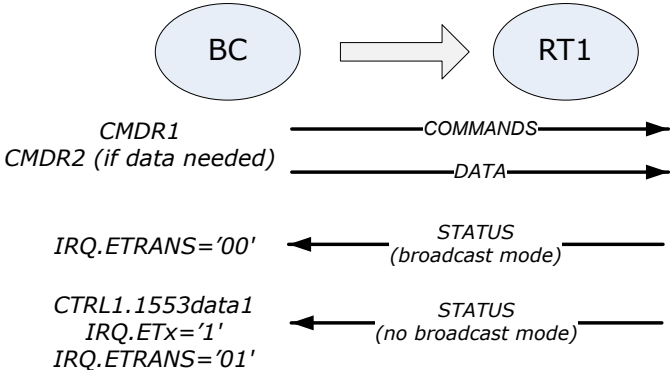 BC
RT1
CMDR1
COMMANDS
CMDR2 (if data needed)
DATA
IRQ.ETRANS=’00'
STATUS
(broadcast mode)
CTRL1.1553data1
IRQ.ETx=’1'
IRQ.ETRANS=’01'
STATUS
(no broadcast mode)